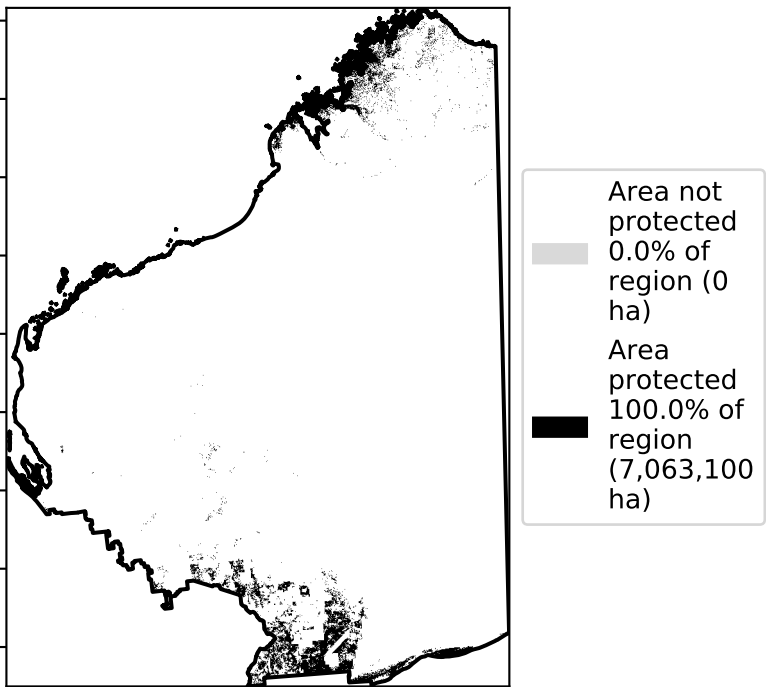 Area not
protected
0.0% of
region (0
ha)
Area
protected
100.0% of
region
(7,063,100
ha)